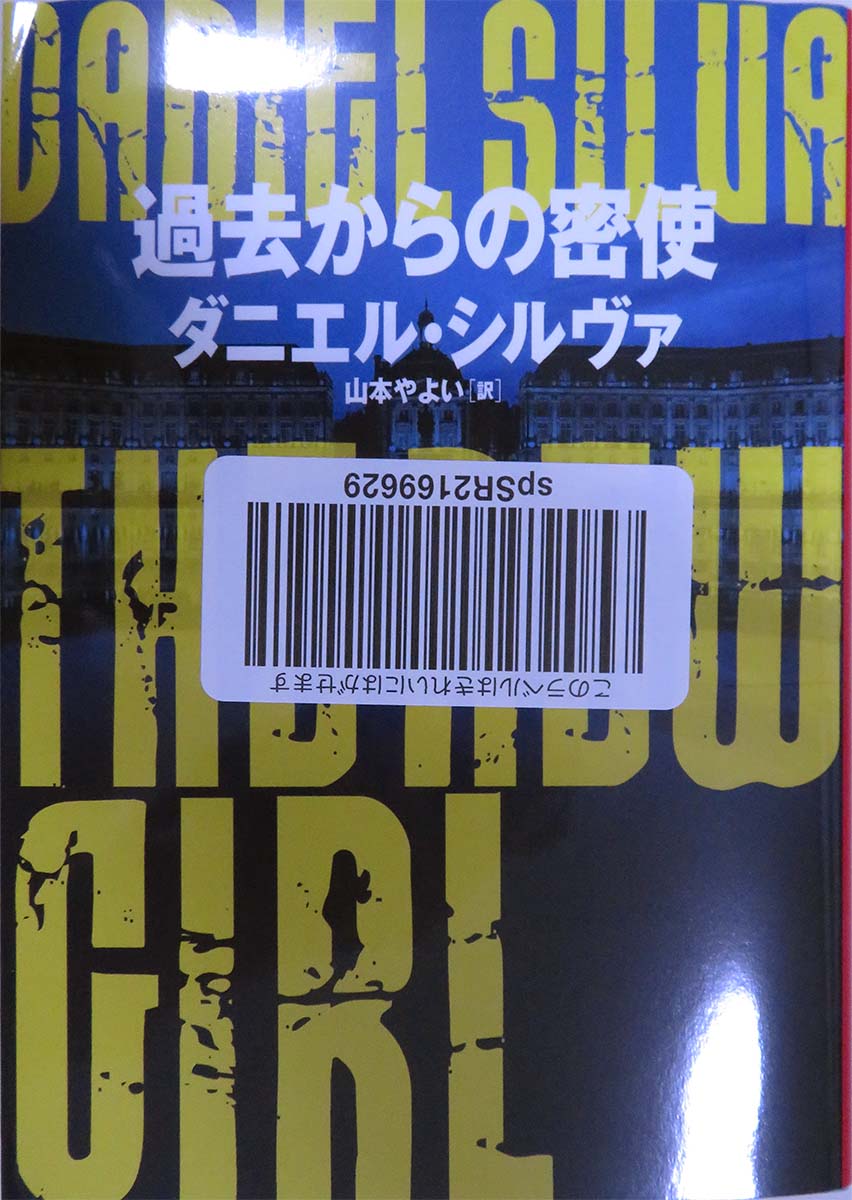 DANIEL SILVA
過去からの密使
ダニエル・シルヴァ
山本やよい[訳]
THE NEW
spSR2169629
このラベルはきれいにはがせます
GIRL